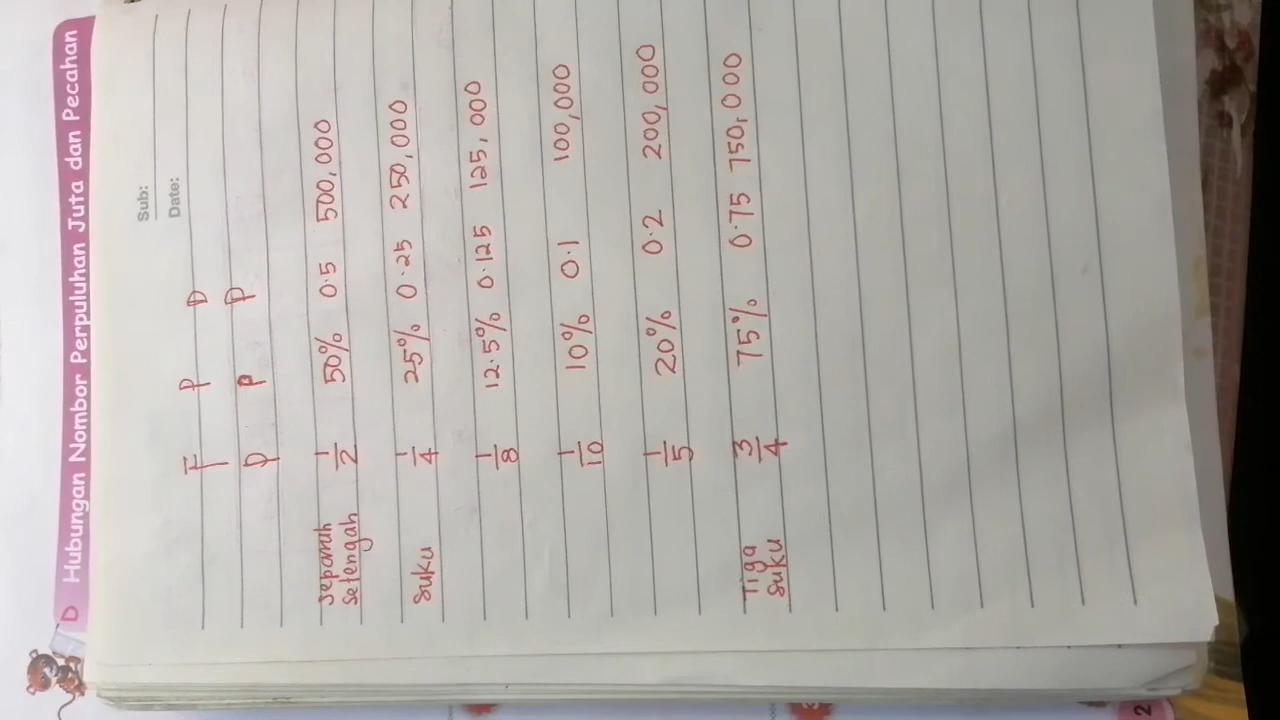 D Hubungan Nombor Perpuluhan Juta dan Pecahan
Sub:
Date:
F P D
P P P
separuh setengah 1/2 50% 0.5 500,000
suku 1/4 25% 0.25 250,000
1/8 12.5% 0.125 125,000
1/10 10% 0.1 100,000
1/5 20% 0.2 200,000
Tiga suku 3/4 75% 0.75 750,000
2